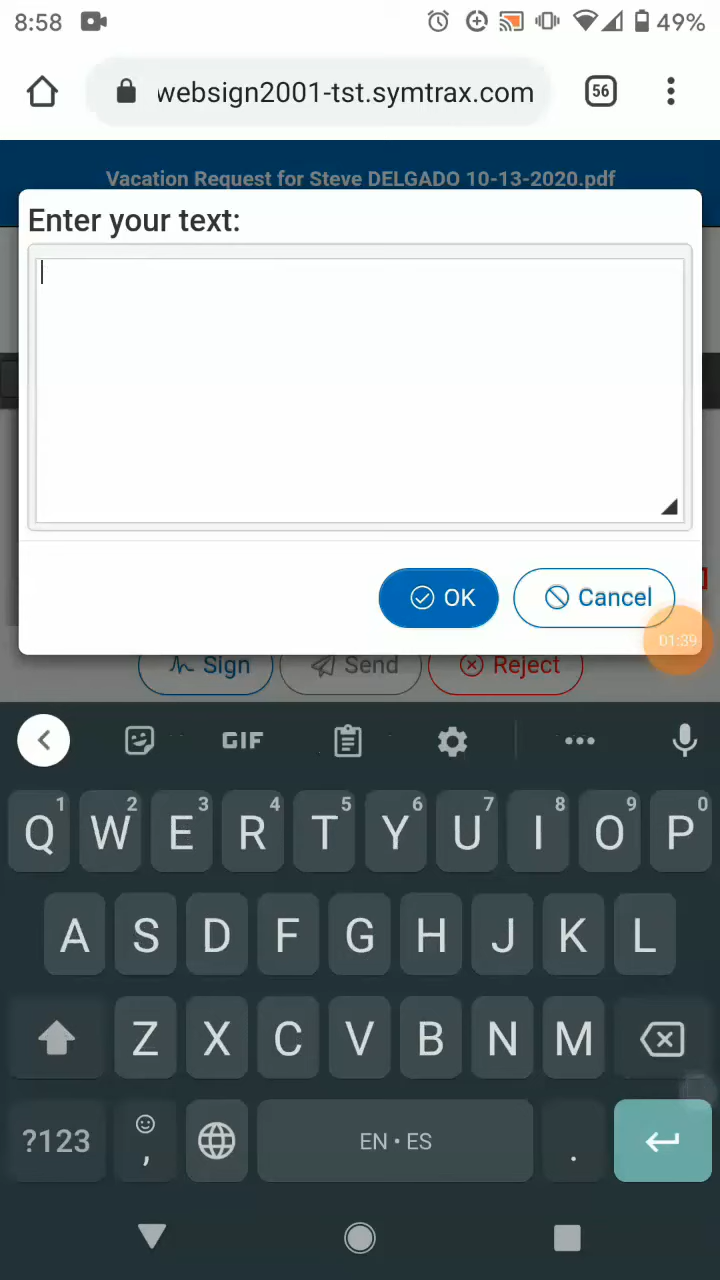 8:58 49%
websign2001-tst.symtrax.com 56
Vacation Request for Steve DELGADO 10-13-2020.pdf
Enter your text:
OK Cancel
01:39
Sign Send Reject
GIF
1 2 3 4 5 6 7 8 9 0
Q W E R T Y U I O P
A S D F G H J K L
Z X C V B N M
?123 , EN • ES .